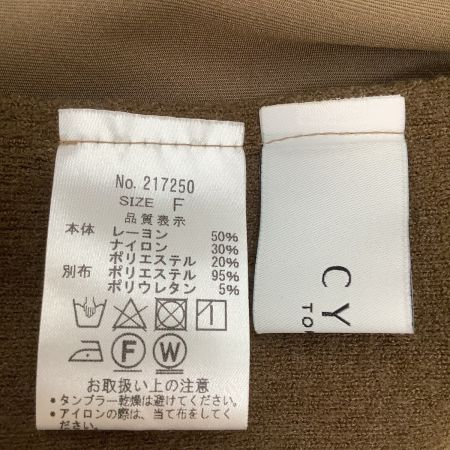 No. 217250
SIZE F
品質表示
本体 レーヨン 50%
ナイロン 30%
ポリエステル 20%
別布 ポリエステル 95%
ポリウレタン 5%
F W
お取扱い上の注意
•タンブラー乾燥は避けてください。
•アイロンの際は、当て布をしてく
CY
TO